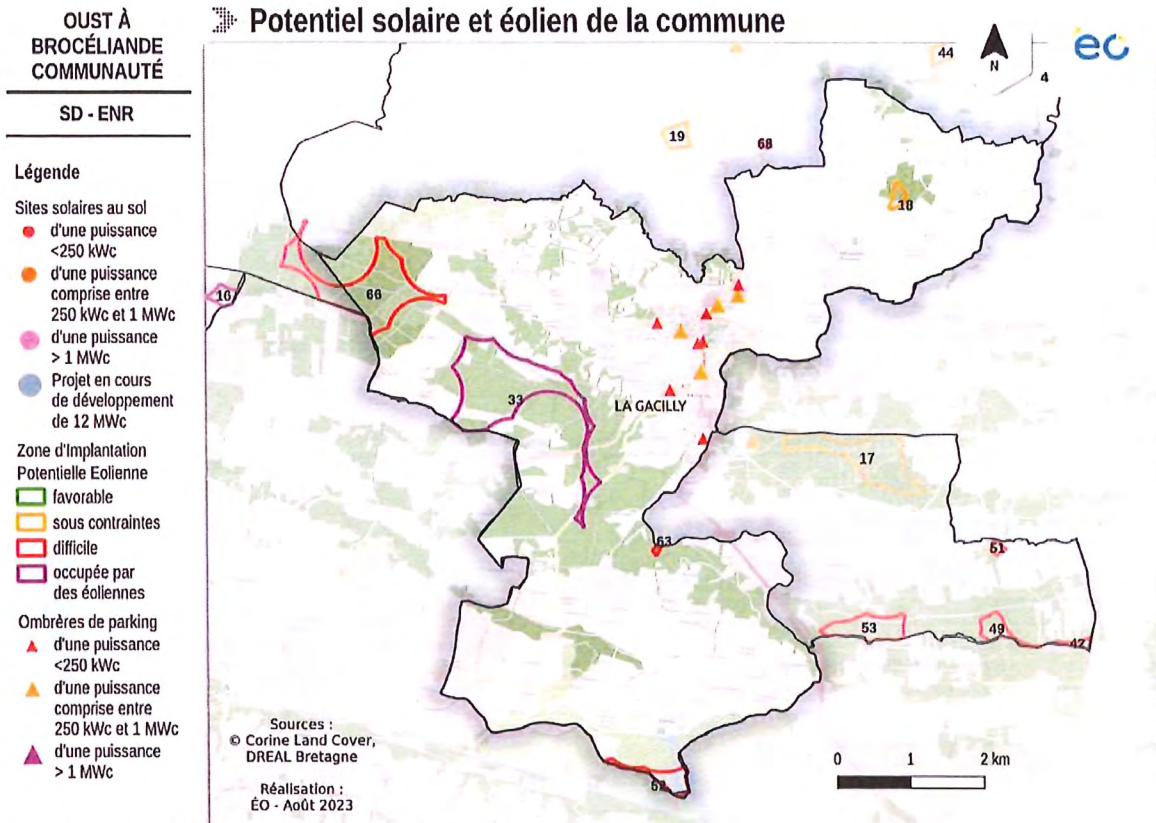 OUST À
BROCÉLIANDE
COMMUNAUTÉ
SD - ENR
Légende
Sites solaires au sol
d'une puissance
<250 kWc
d'une puissance
comprise entre
250 kWc et 1 MWc
d'une puissance
> 1 MWc
Projet en cours
de développement
de 12 MWc
Zone d'Implantation
Potentielle Eolienne
favorable
sous contraintes
difficile
occupée par
des éoliennes
Ombrères de parking
d'une puissance
<250 kWc
d'une puissance
comprise entre
250 kWc et 1 MWc
d'une puissance
> 1 MWc
Potentiel solaire et éolien de la commune
éo
N
44
4
19
68
18
66
16
33
LA GACILLY
17
63
51
53
49
42
62
Sources :
© Corine Land Cover,
DREAL Bretagne
Réalisation :
ÉO - Août 2023
0 1 2 km